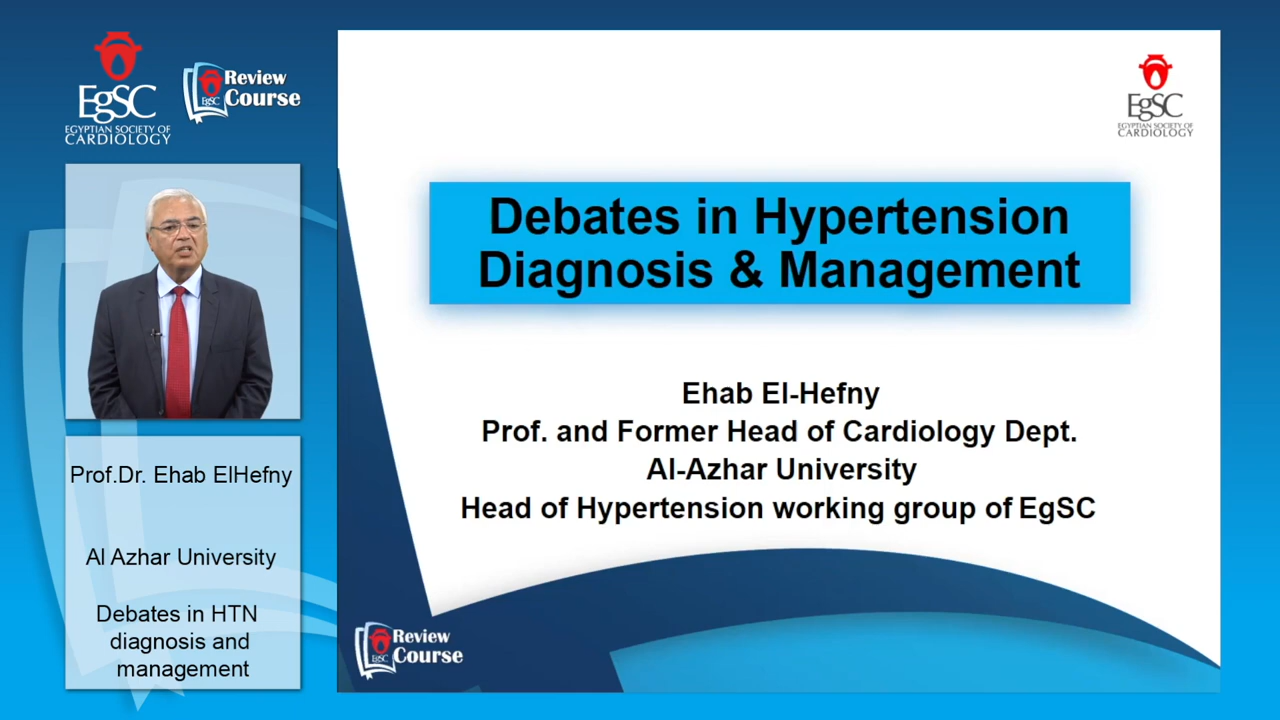 EgSC
EGYPTIAN SOCIETY OF
CARDIOLOGY
Review
EgSC Course
Prof.Dr. Ehab ElHefny
Al Azhar University
Debates in HTN
diagnosis and
management
EgSC
EGYPTIAN SOCIETY OF
CARDIOLOGY
Debates in Hypertension
Diagnosis & Management
Ehab El-Hefny
Prof. and Former Head of Cardiology Dept.
Al-Azhar University
Head of Hypertension working group of EgSC
Review
EgSC Course